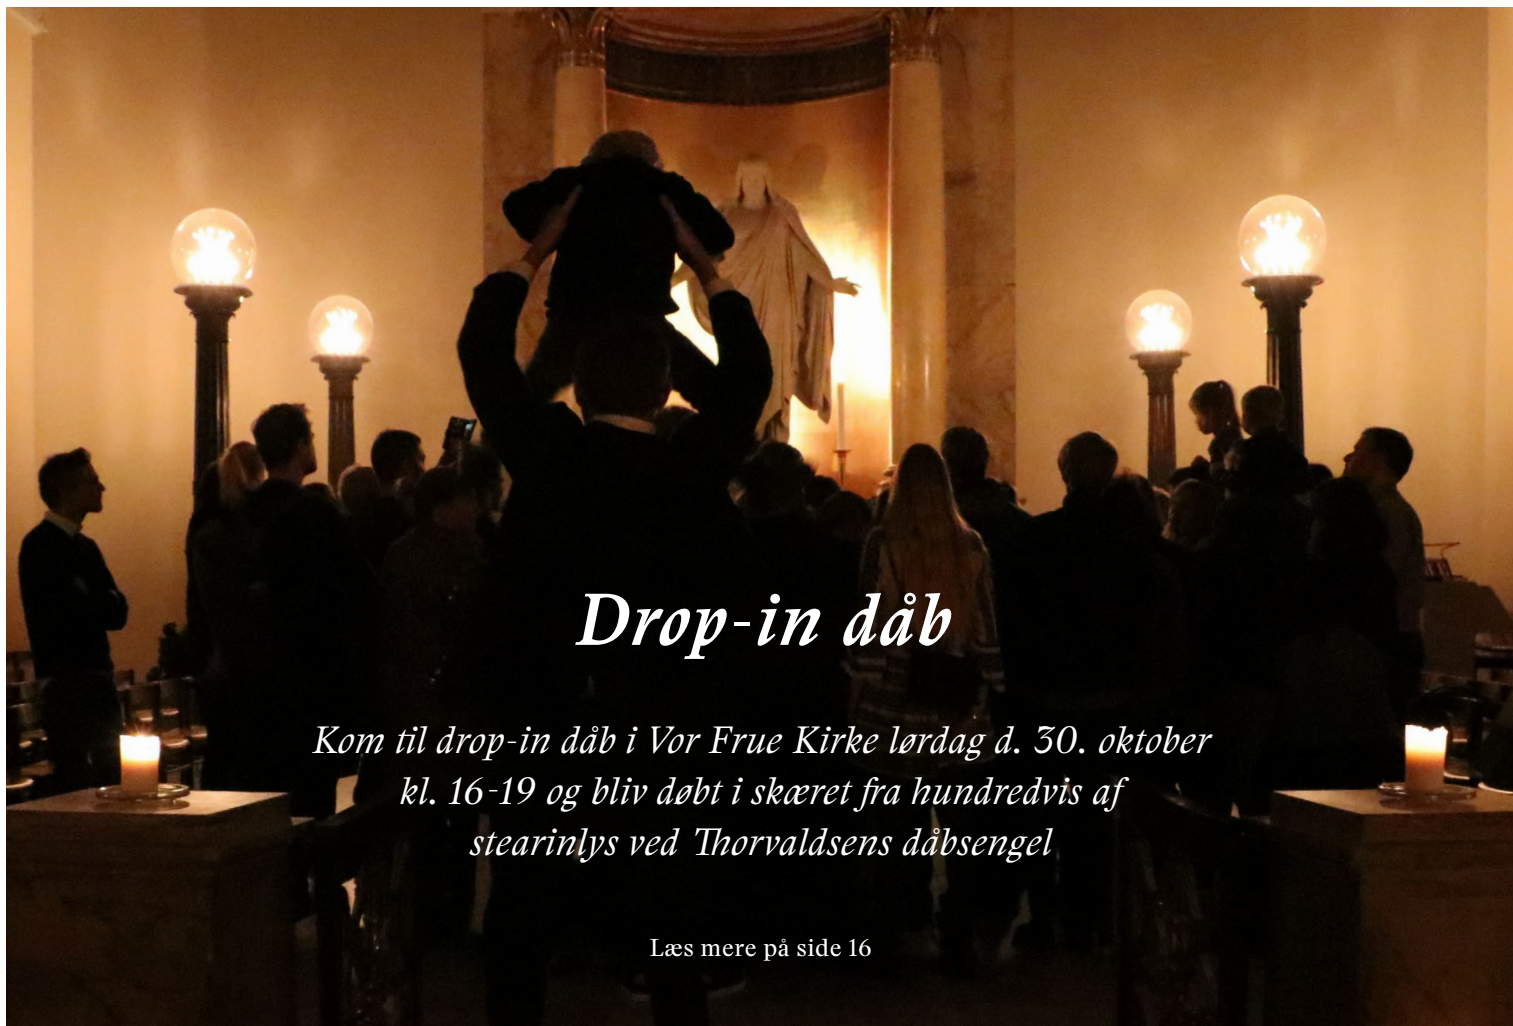 Drop-in dåb
Kom til drop-in dåb i Vor Frue Kirke lørdag d. 30. oktober
kl. 16-19 og bliv døbt i skæret fra hundredvis af
stearinlys ved Thorvaldsens dåbsengel
Læs mere på side 16